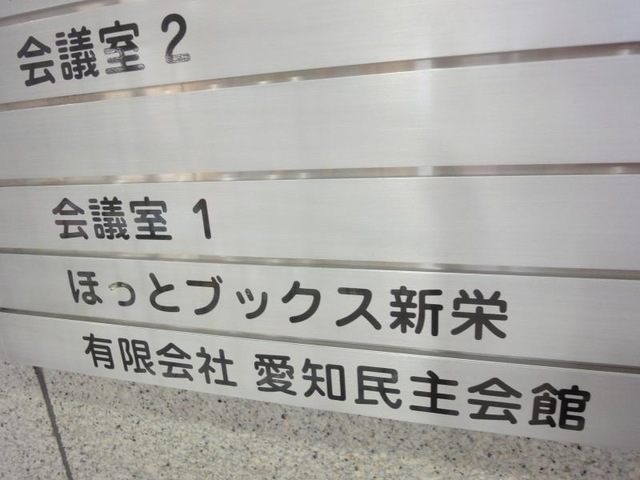 会議室 2
会議室 1
ほっとブックス新栄
有限会社 愛知民主会館